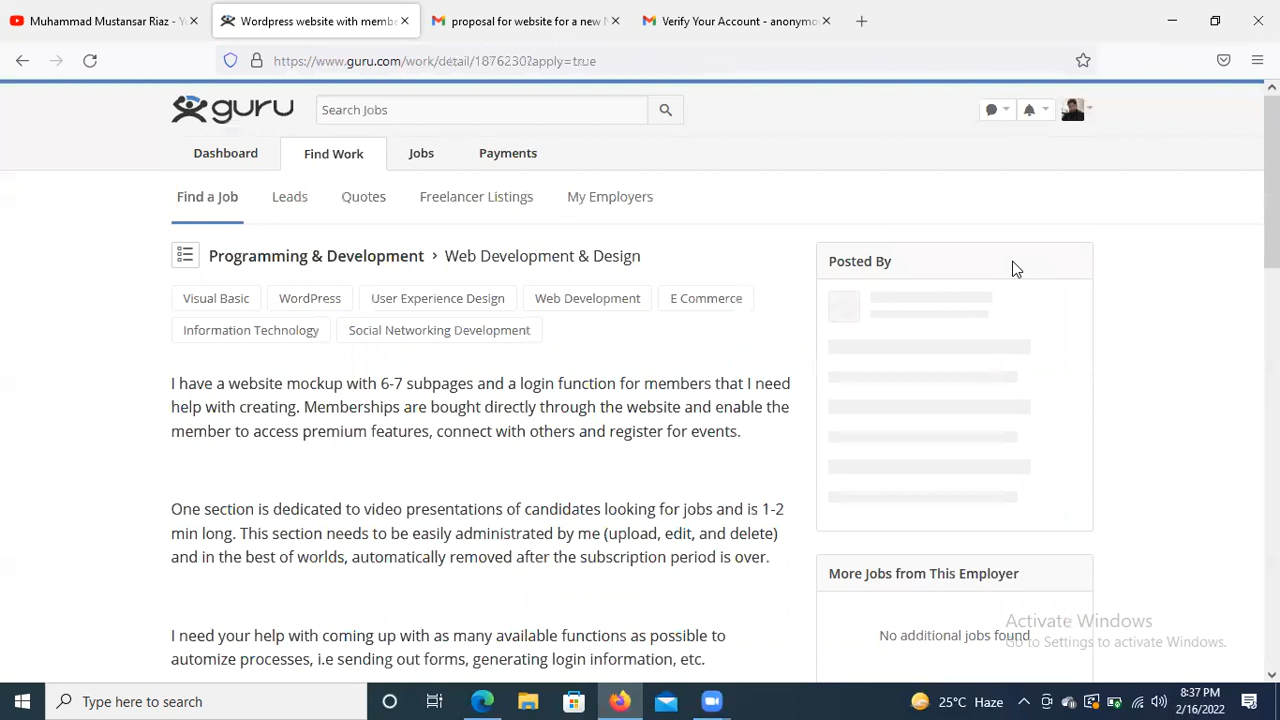 Muhammad Mustansar Riaz - Yo
Wordpress website with membe
proposal for website for a new N
Verify Your Account - anonymo
https://www.guru.com/work/detail/1876230?apply=true
guru
Search Jobs
Dashboard
Find Work
Jobs
Payments
Find a Job
Leads
Quotes
Freelancer Listings
My Employers
Programming & Development › Web Development & Design
Visual Basic
WordPress
User Experience Design
Web Development
E Commerce
Information Technology
Social Networking Development
I have a website mockup with 6-7 subpages and a login function for members that I need
help with creating. Memberships are bought directly through the website and enable the
member to access premium features, connect with others and register for events.
One section is dedicated to video presentations of candidates looking for jobs and is 1-2
min long. This section needs to be easily administrated by me (upload, edit, and delete)
and in the best of worlds, automatically removed after the subscription period is over.
I need your help with coming up with as many available functions as possible to
automize processes, i.e sending out forms, generating login information, etc.
Posted By
More Jobs from This Employer
No additional jobs found
Activate Windows
Go to Settings to activate Windows.
Type here to search
25°C Haze
8:37 PM
2/16/2022